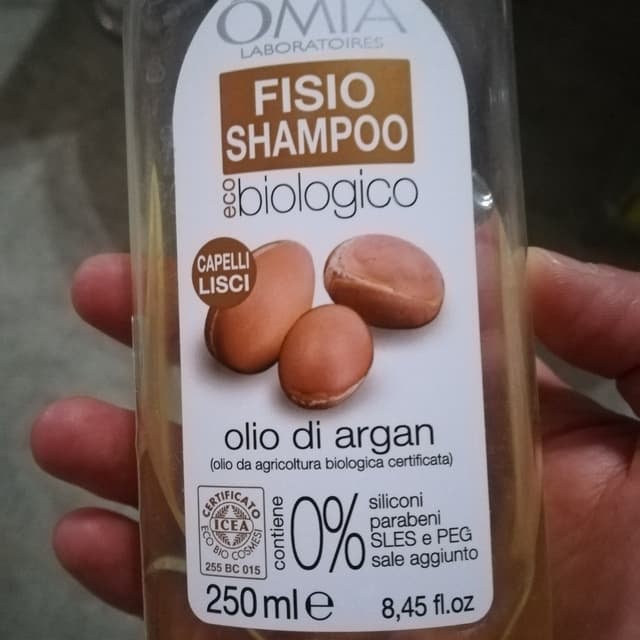 OMIA
LABORATOIRES
FISIO
SHAMPOO
eco biologico
CAPELLI
LISCI
olio di argan
(olio da agricoltura biologica certificata)
CERTIFICATO
ICEA
ECO BIO COSMESI
255 BC 015
contiene
0%
siliconi
parabeni
SLES e PEG
sale aggiunto
250 ml e
8,45 fl.oz